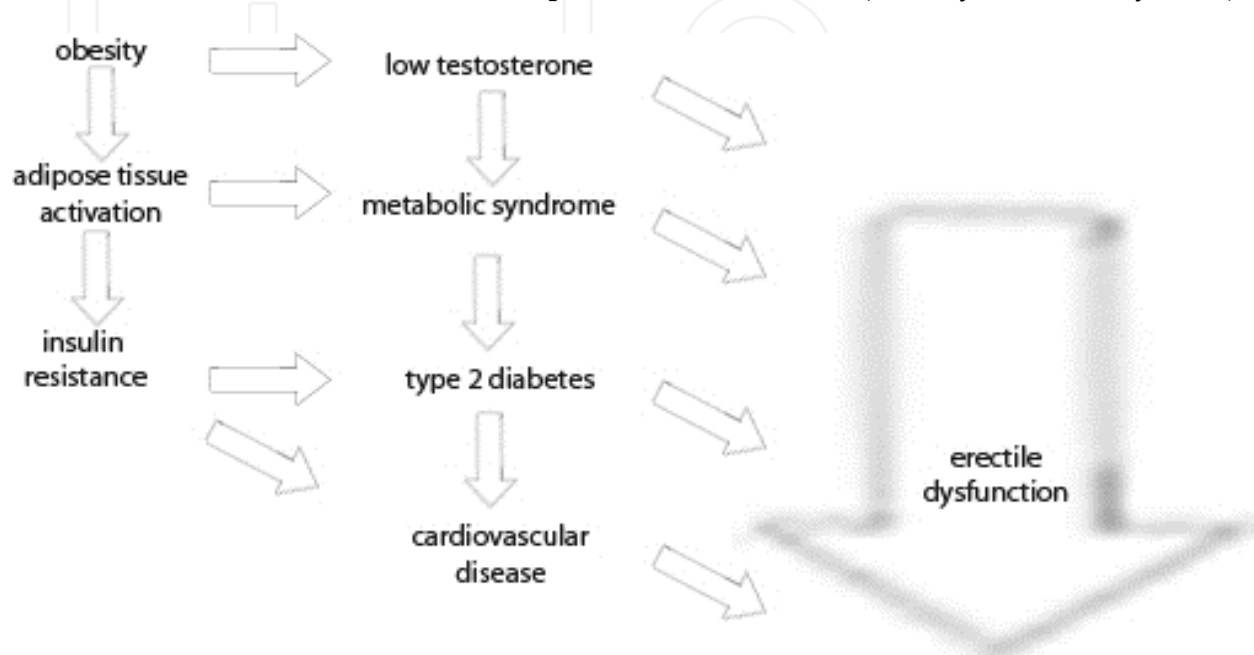 obesity
low testosterone
adipose tissue
activation
metabolic syndrome
insulin
resistance
type 2 diabetes
erectile
dysfunction
cardiovascular
disease